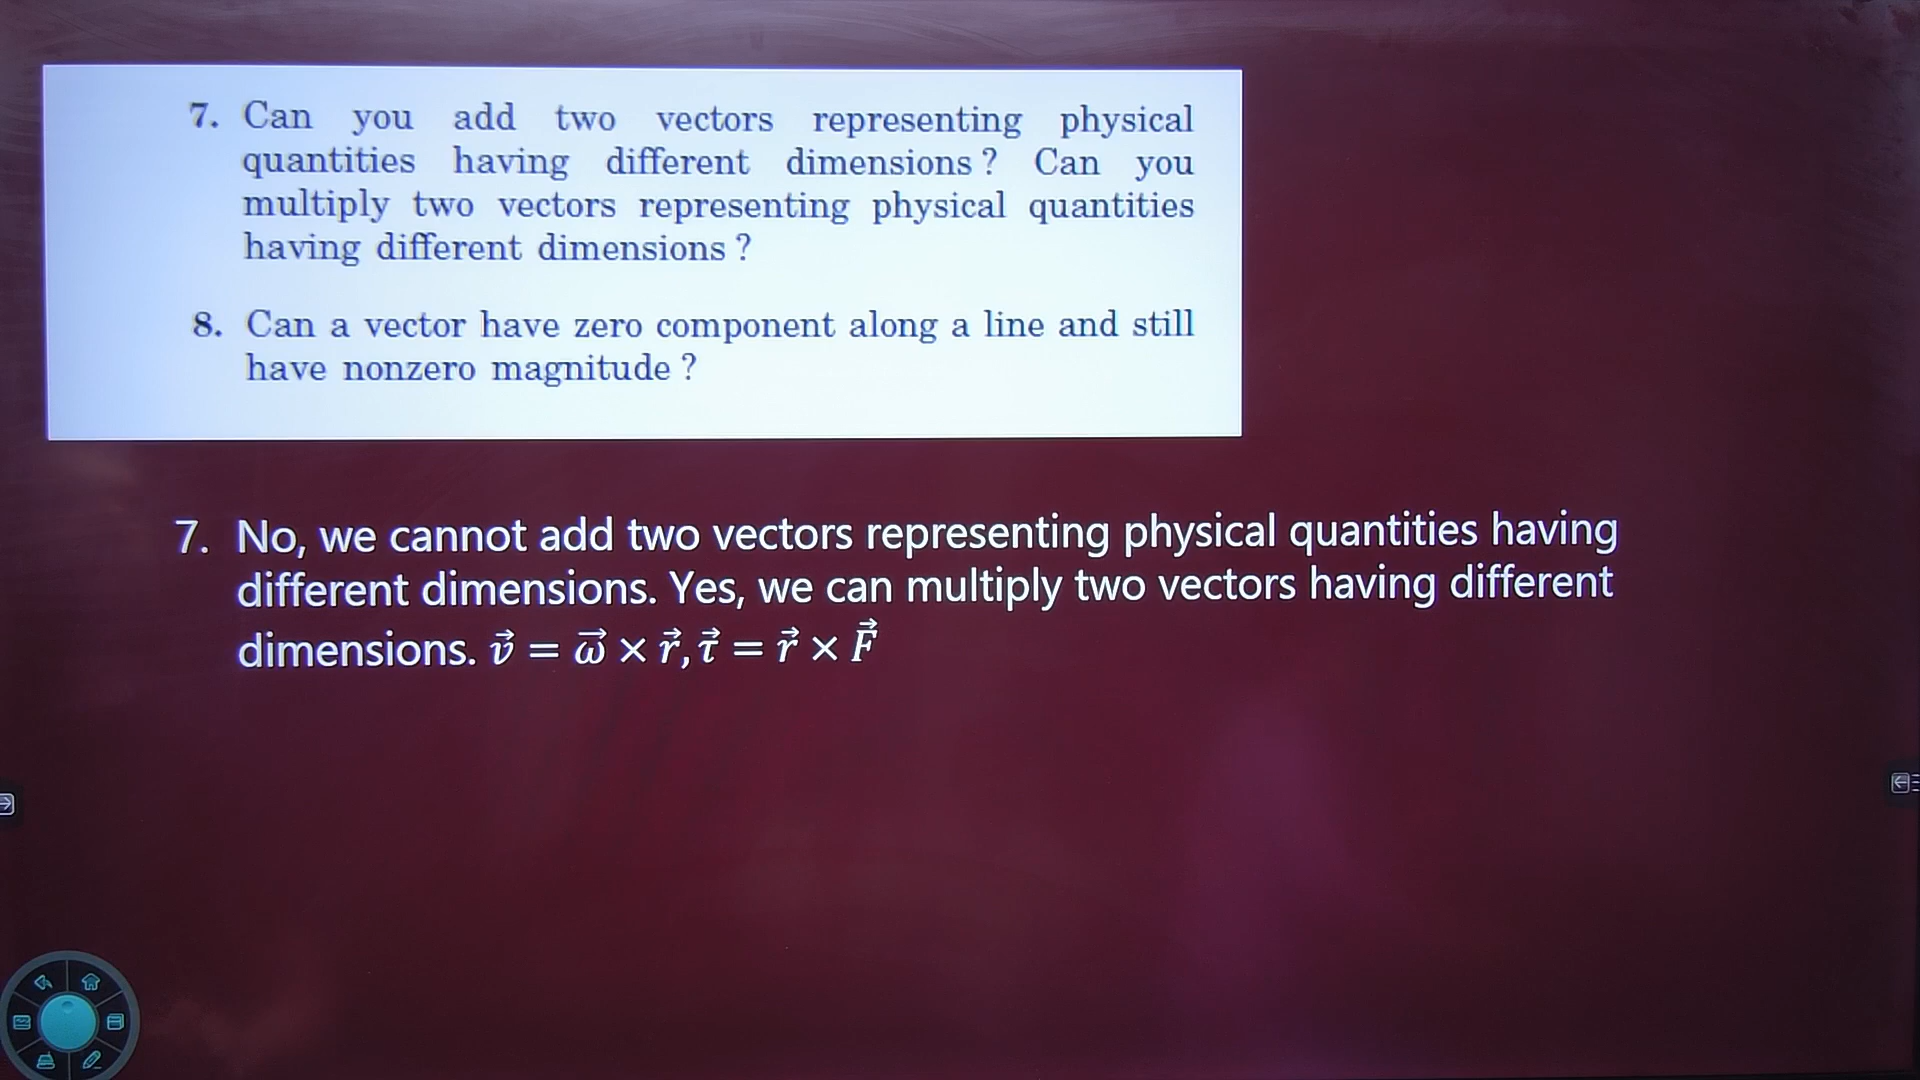 7. Can you add two vectors representing physical
quantities having different dimensions ? Can you
multiply two vectors representing physical quantities
having different dimensions ?
8. Can a vector have zero component along a line and still
have nonzero magnitude ?
7. No, we cannot add two vectors representing physical quantities having
different dimensions. Yes, we can multiply two vectors having different
dimensions. v⃗ = ω⃗ × r⃗, τ⃗ = r⃗ × F⃗